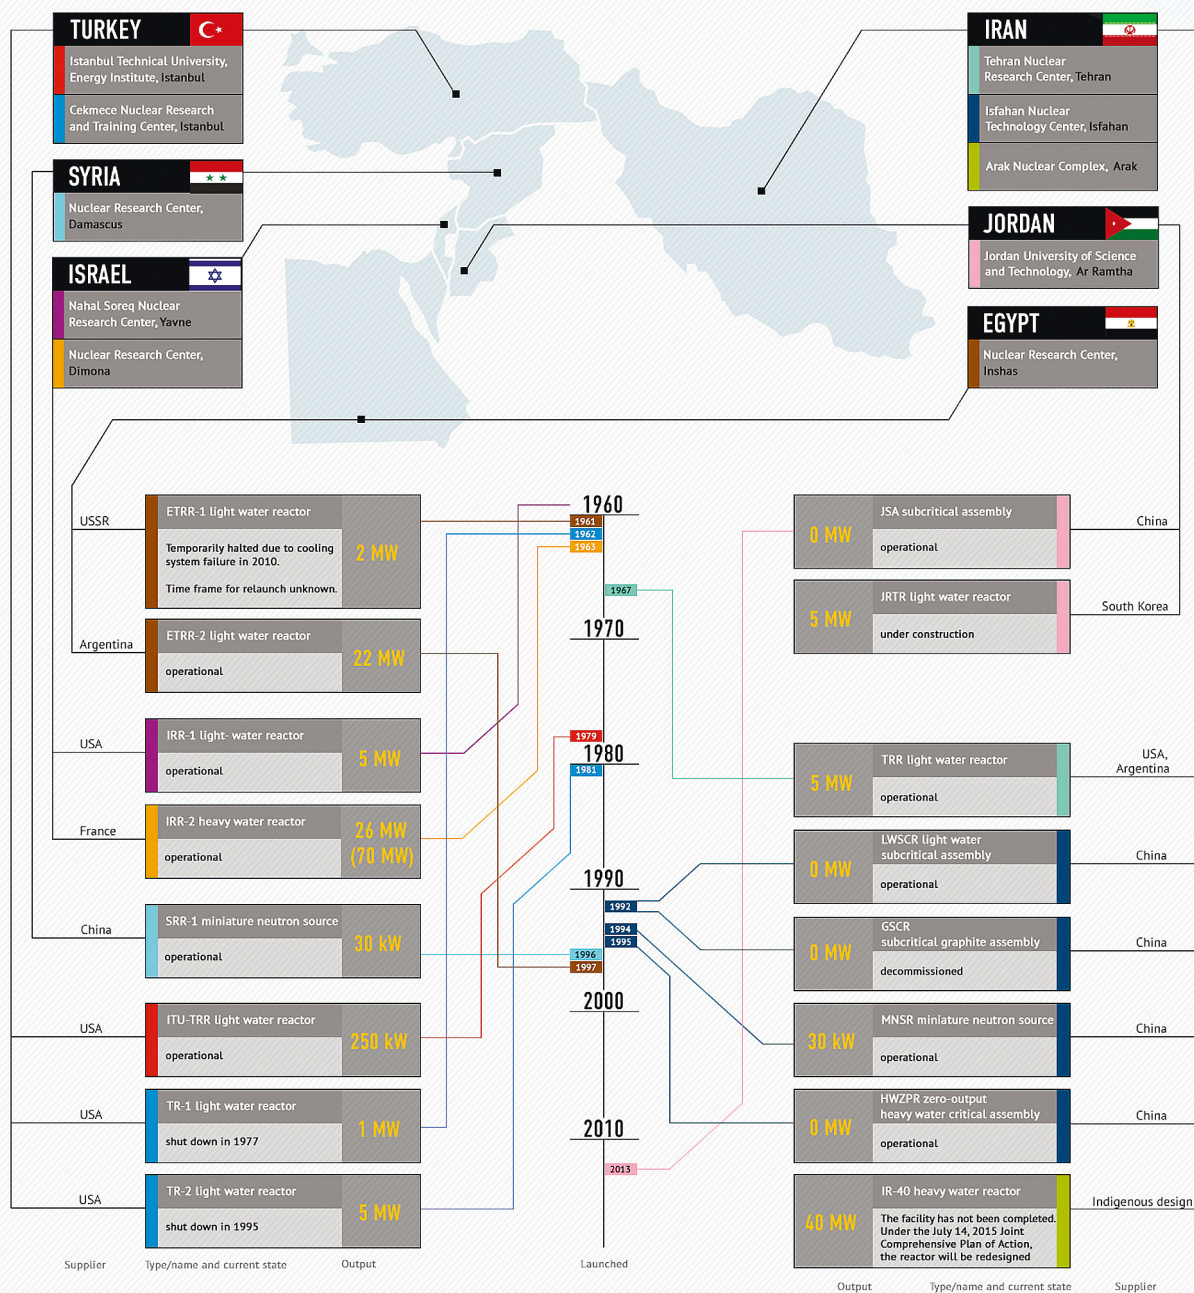 TURKEY
Istanbul Technical University,
Energy Institute, Istanbul
Cekmece Nuclear Research
and Training Center, Istanbul
SYRIA
Nuclear Research Center,
Damascus
ISRAEL
Nahal Soreq Nuclear
Research Center, Yavne
Nuclear Research Center,
Dimona
IRAN
Tehran Nuclear
Research Center, Tehran
Isfahan Nuclear
Technology Center, Isfahan
Arak Nuclear Complex, Arak
JORDAN
Jordan University of Science
and Technology, Ar Ramtha
EGYPT
Nuclear Research Center,
Inshas
USSR
ETRR-1 light water reactor
Temporarily halted due to cooling
system failure in 2010.
Time frame for relaunch unknown.
2 MW
Argentina
ETRR-2 light water reactor
operational
22 MW
USA
IRR-1 light- water reactor
operational
5 MW
France
IRR-2 heavy water reactor
operational
26 MW
(70 MW)
China
SRR-1 miniature neutron source
operational
30 kW
USA
ITU-TRR light water reactor
operational
250 kW
USA
TR-1 light water reactor
shut down in 1977
1 MW
USA
TR-2 light water reactor
shut down in 1995
5 MW
Supplier
Type/name and current state
Output
1960
1961
1962
1963
1967
1970
1979
1980
1981
1990
1992
1994
1995
1996
1997
2000
2010
2013
Launched
0 MW
JSA subcritical assembly
operational
China
5 MW
JRTR light water reactor
under construction
South Korea
5 MW
TRR light water reactor
operational
USA,
Argentina
0 MW
LWSCR light water
subcritical assembly
operational
China
0 MW
GSCR
subcritical graphite assembly
decommissioned
China
30 kW
MNSR miniature neutron source
operational
China
0 MW
HWZPR zero-output
heavy water critical assembly
operational
China
40 MW
IR-40 heavy water reactor
The facility has not been completed.
Under the July 14, 2015 Joint
Comprehensive Plan of Action,
the reactor will be redesigned
Indigenous design
Output
Type/name and current state
Supplier